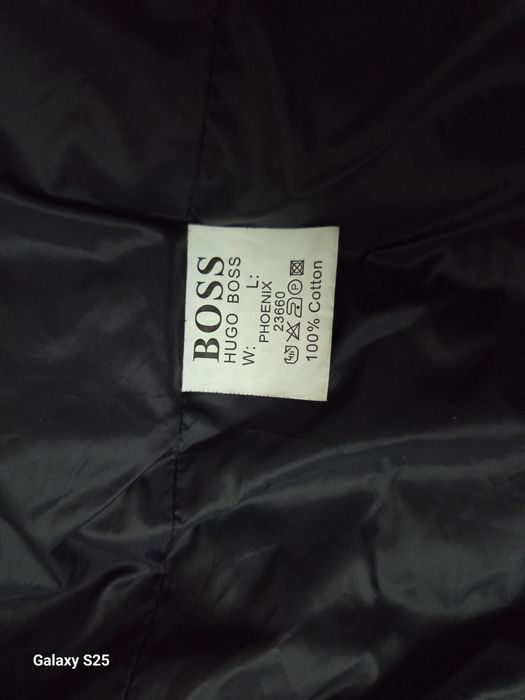 BOSS
HUGO BOSS
W: L:
PHOENIX
23660
P
100% Cotton
Galaxy S25